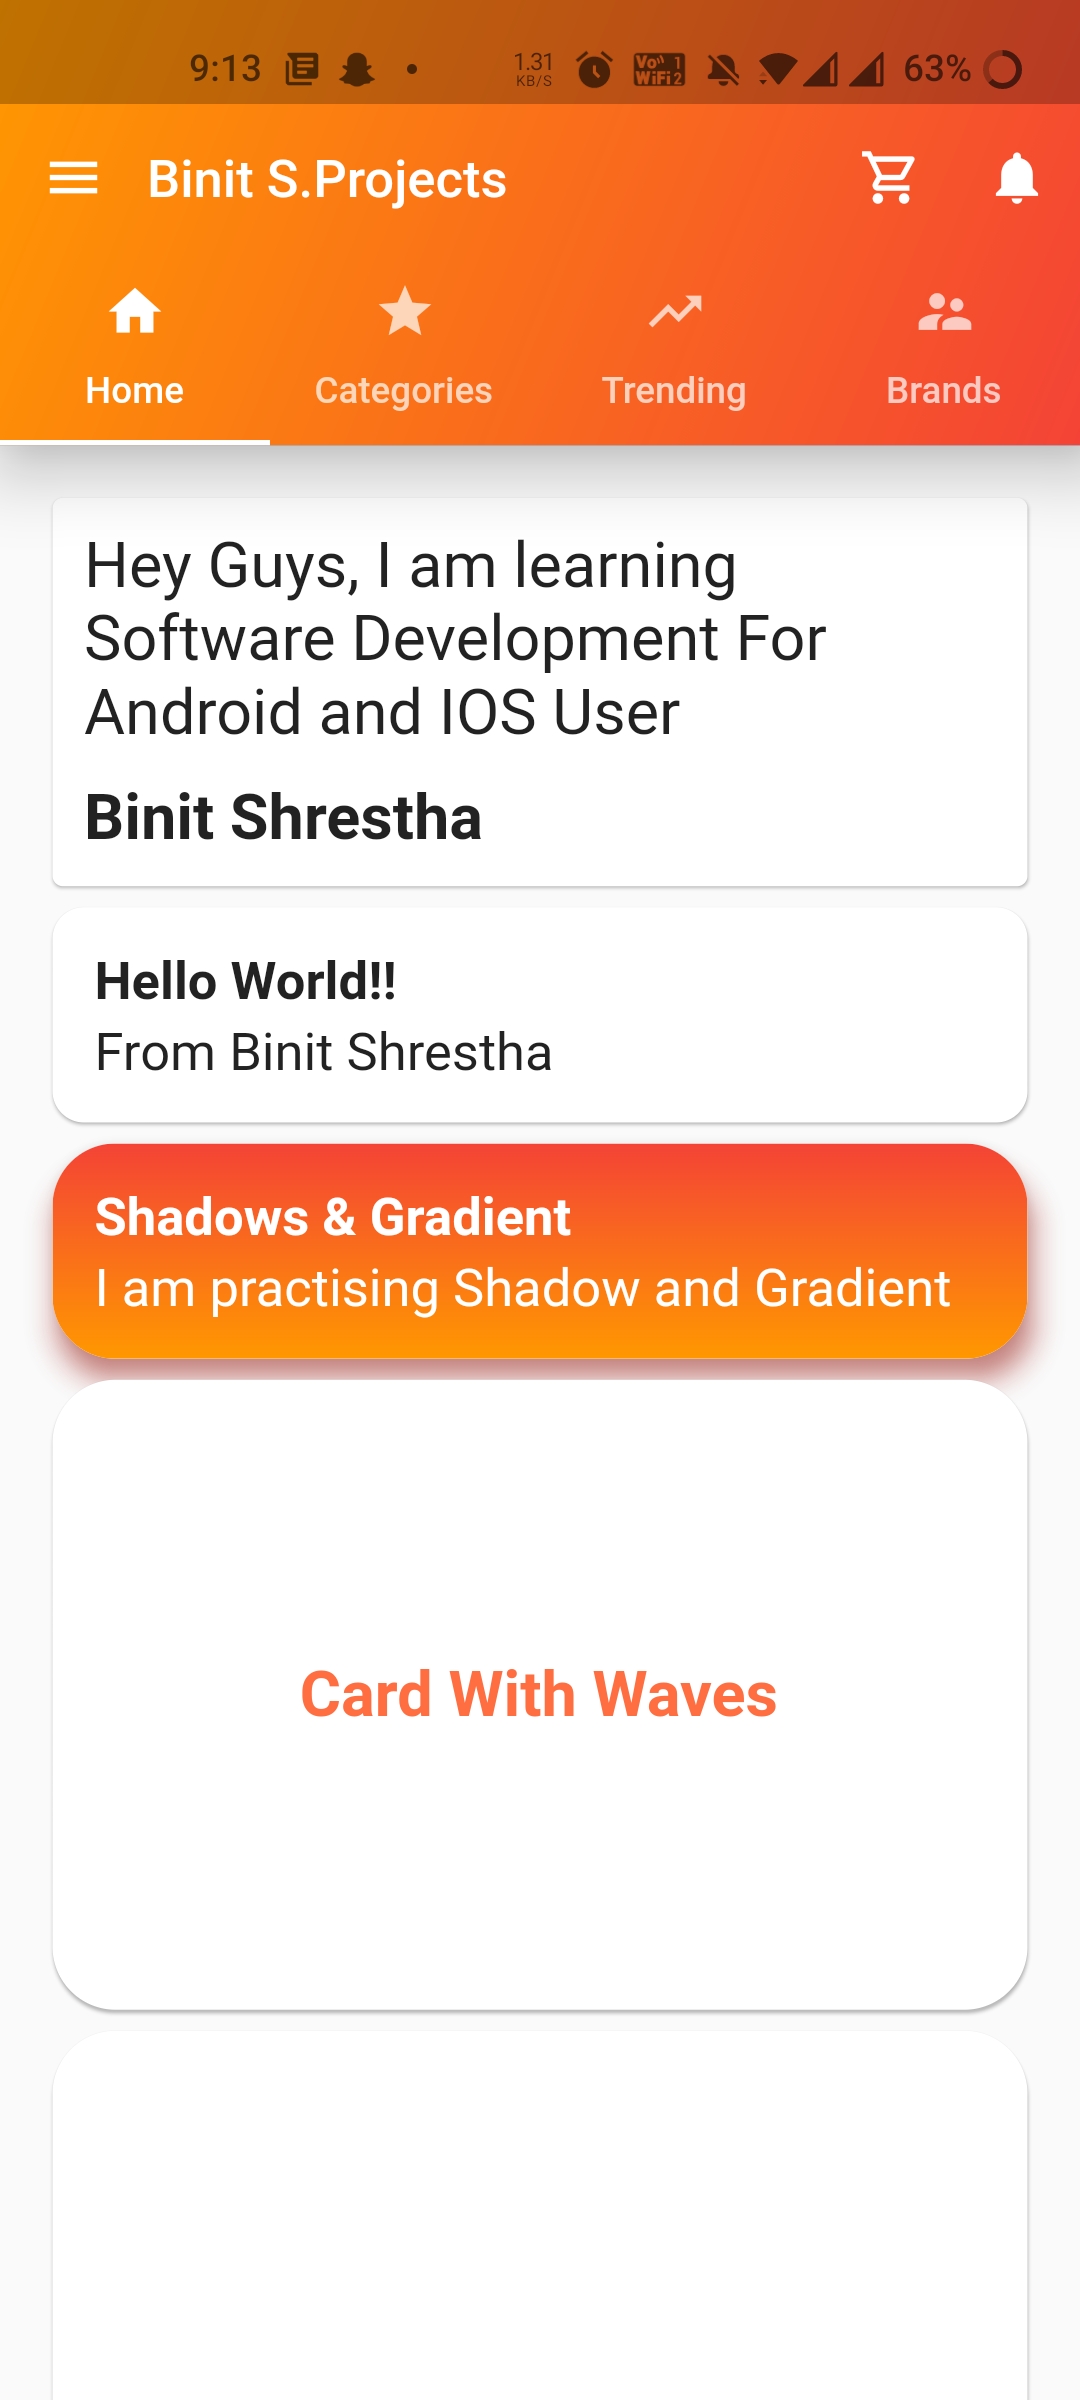 9:13
1.31
KB/S
Vo 1
WiFi 2
63%
Binit S.Projects
Home
Categories
Trending
Brands
Hey Guys, I am learning
Software Development For
Android and IOS User
Binit Shrestha
Hello World!!
From Binit Shrestha
Shadows & Gradient
I am practising Shadow and Gradient
Card With Waves